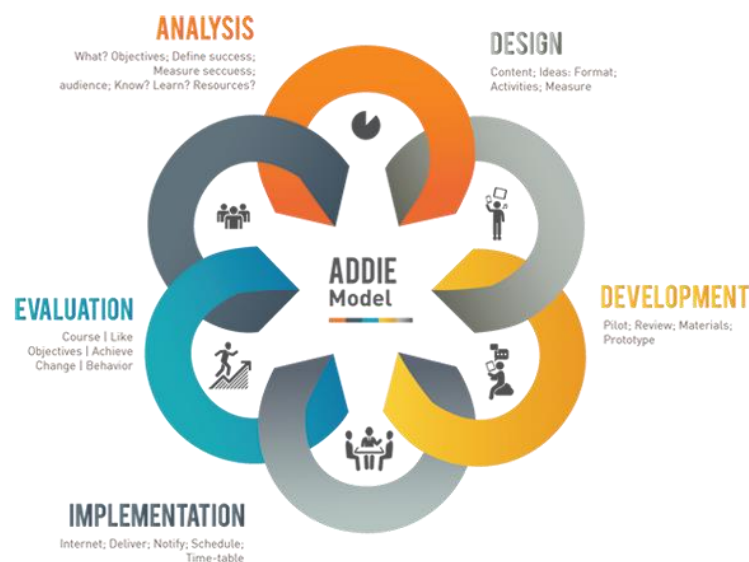 ANALYSIS
What? Objectives; Define success;
Measure seccuess;
audience; Know? Learn? Resources?
DESIGN
Content; Ideas: Format;
Activities; Measure
ADDIE
Model
EVALUATION
Course | Like
Objectives | Achieve
Change | Behavior
DEVELOPMENT
Pilot; Review; Materials;
Prototype
IMPLEMENTATION
Internet; Deliver; Notify; Schedule;
Time-table